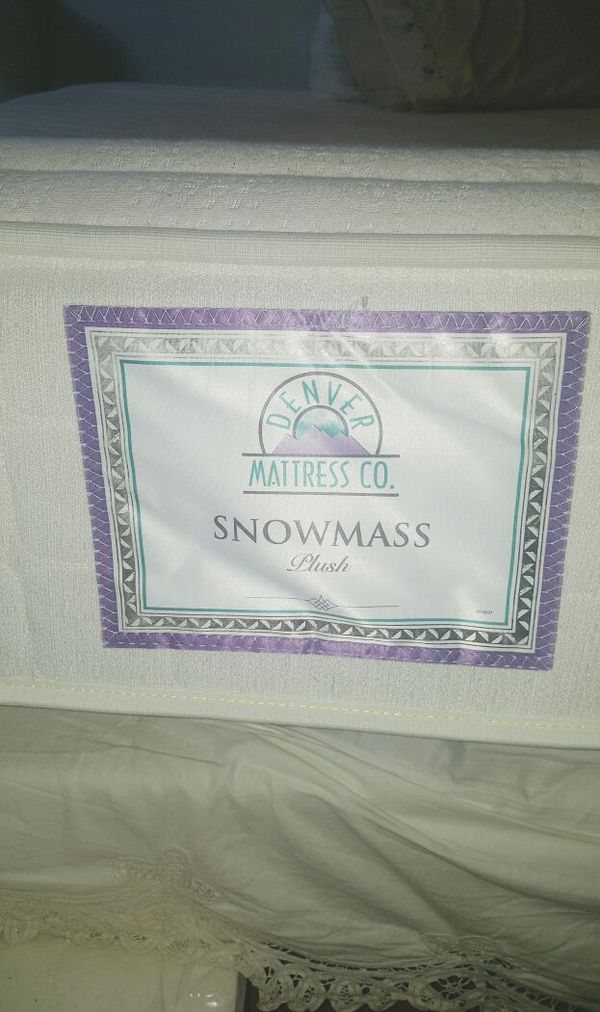 DENVER
MATTRESS CO.
SNOWMASS
Plush